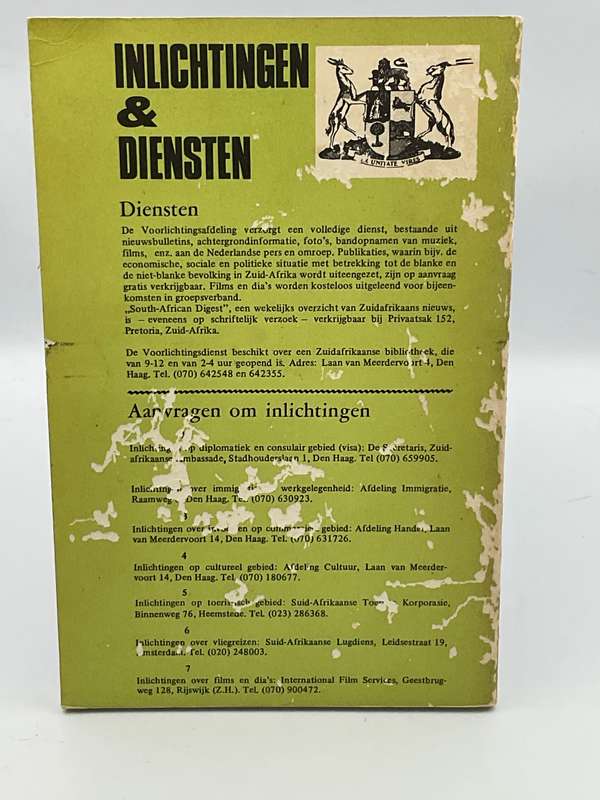 INLICHTINGEN
&
DIENSTEN
UNITATE VIRES
Diensten
De Voorlichtingsafdeling verzorgt een volledige dienst, bestaande uit
nieuwsbulletins, achtergrondinformatie, foto's, bandopnamen van muziek,
films, enz. aan de Nederlandse pers en omroep. Publikaties, waarin bijv. de
economische, sociale en politieke situatie met betrekking tot de blanke en
de niet-blanke bevolking in Zuid-Afrika wordt uiteengezet, zijn op aanvraag
gratis verkrijgbaar. Films en dia's worden kosteloos uitgeleend voor bijeen-
komsten in groepsverband.
„South-African Digest”, een wekelijks overzicht van Zuidafrikaans nieuws,
is – eveneens op schriftelijk verzoek – verkrijgbaar bij Privaatsak 152,
Pretoria, Zuid-Afrika.
De Voorlichtingsdienst beschikt over een Zuidafrikaanse bibliotheek, die
van 9-12 en van 2-4 uur geopend is. Adres: Laan van Meerdervoort 4, Den
Haag. Tel. (070) 642548 en 642355.
Aanvragen om inlichtingen
op diplomatiek en consulair gebied (visa): De Secretaris, Zuid-
afrikaanse Ambassade, Stadhouderslaan 1, Den Haag. Tel (070) 659905.
Inlichtingen over werkgelegenheid: Afdeling Immigratie,
Raamweg Den Haag. Tel. (070) 630923.
3
Inlichtingen over en op commercieel gebied: Afdeling Handel, Laan
van Meerdervoort 14, Den Haag. Tel. (070) 631726.
4
Inlichtingen op cultureel gebied: Afdeling Cultuur, Laan van Meerder-
voort 14, Den Haag. Tel. (070) 180677.
5
Inlichtingen op toeristisch gebied: Suid-Afrikaanse Korporasie,
Binnenweg 76, Heemstede. Tel. (023) 286368.
6
Inlichtingen over vliegreizen: Suid-Afrikaanse Lugdiens, Leidsestraat 19,
Amsterdam. Tel. (020) 248003.
7
Inlichtingen over films en dia's: International Film Services, Geestbrug-
weg 128, Rijswijk (Z.H.). Tel. (070) 900472.